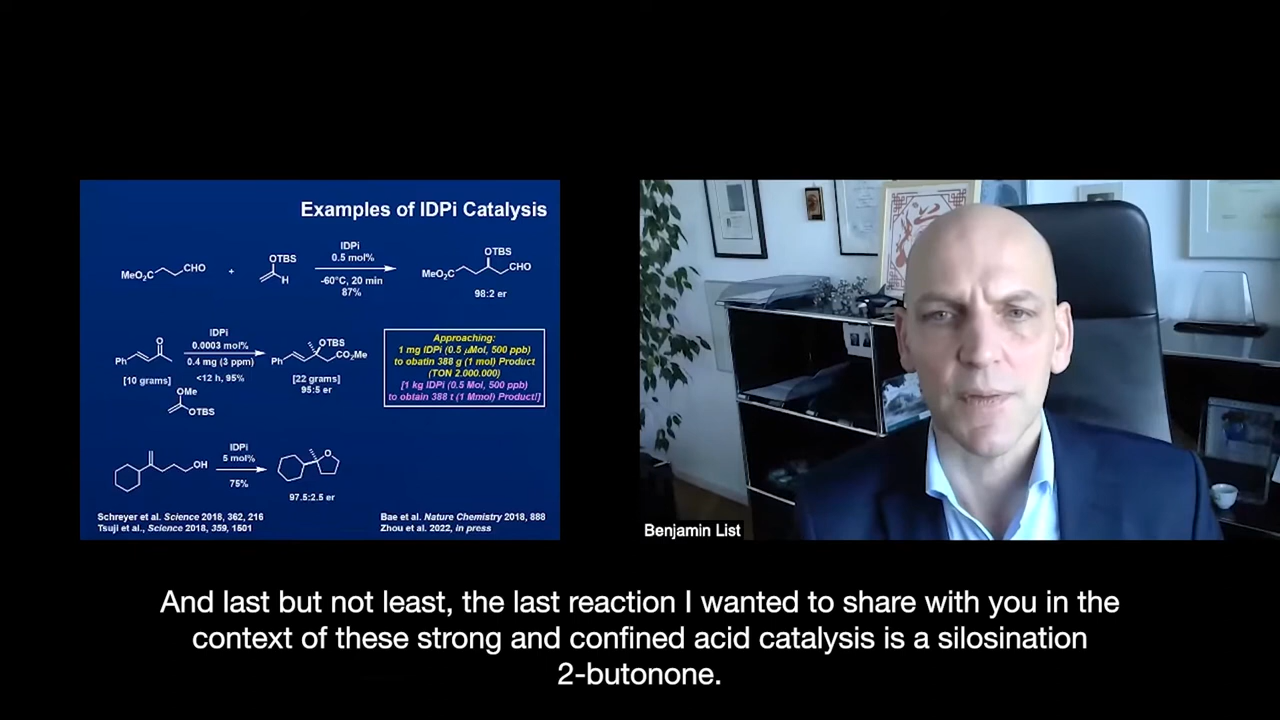 Examples of IDPi Catalysis
MeO₂C CHO + OTBS H IDPi 0.5 mol% -60°C, 20 min 87% MeO₂C OTBS CHO
98:2 er
Ph O IDPi 0.0003 mol% 0.4 mg (3 ppm) <12 h, 95% Ph OTBS CO₂Me
[10 grams]
[22 grams]
95:5 er
OMe
OTBS
Approaching:
1 mg IDPi (0.5 µMol, 500 ppb)
to obatin 388 g (1 mol) Product
(TON 2.000.000)
[1 kg IDPi (0.5 Mol, 500 ppb)
to obtain 388 t (1 Mmol) Product!]
OH IDPi 5 mol% 75% O
97.5:2.5 er
Schreyer et al. Science 2018, 362, 216
Tsuji et al., Science 2018, 359, 1501
Bae et al. Nature Chemistry 2018, 888
Zhou et al. 2022, in press
Benjamin List
And last but not least, the last reaction I wanted to share with you in the
context of these strong and confined acid catalysis is a silosination
2-butonone.